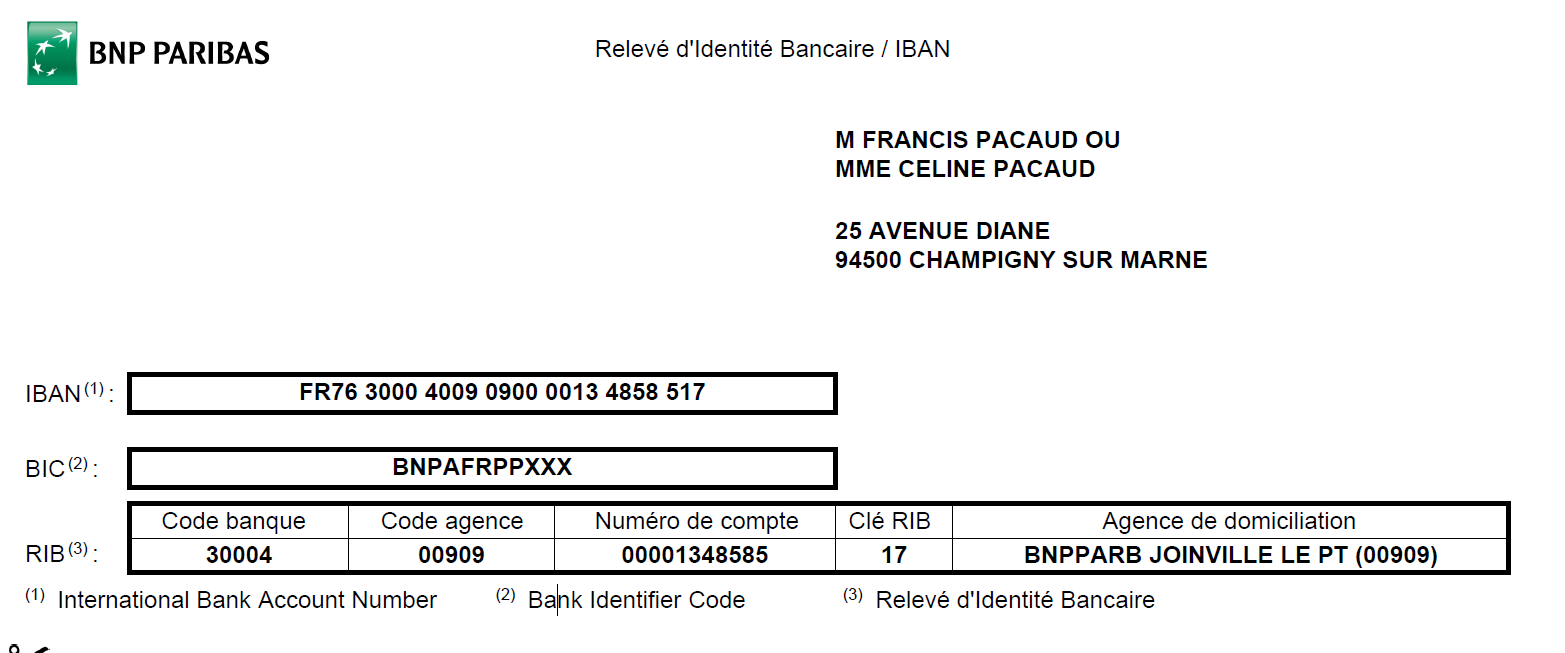 BNP PARIBAS
Relevé d'Identité Bancaire / IBAN
M FRANCIS PACAUD OU
MME CELINE PACAUD
25 AVENUE DIANE
94500 CHAMPIGNY SUR MARNE
IBAN (1) : FR76 3000 4009 0900 0013 4858 517
BIC (2) : BNPAFRPPXXX
Code banque Code agence Numéro de compte Clé RIB Agence de domiciliation
RIB (3) : 30004 00909 00001348585 17 BNPPARB JOINVILLE LE PT (00909)
(1) International Bank Account Number (2) Bank Identifier Code (3) Relevé d'Identité Bancaire